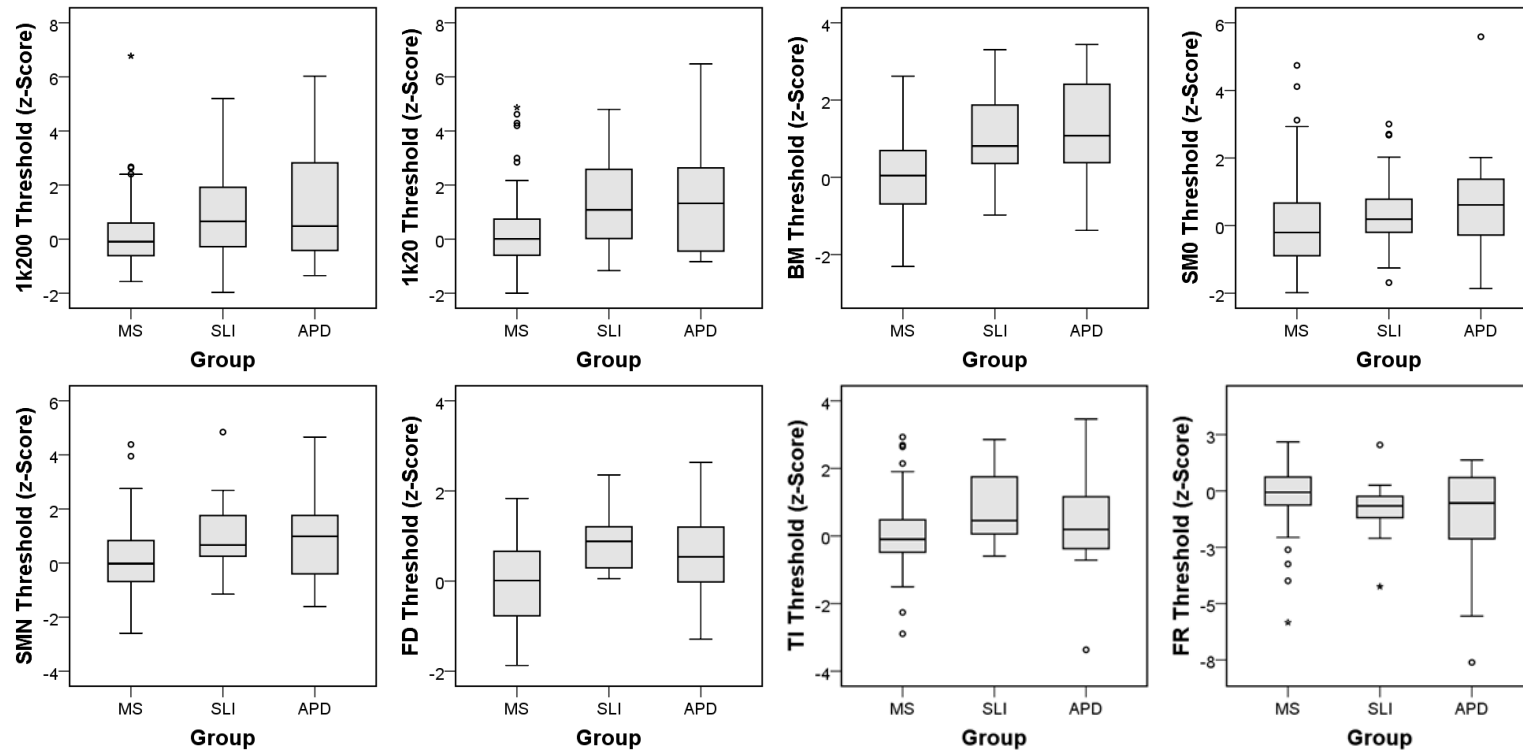 1k200 Threshold (z-Score)
8
6
4
2
0
-2
MS SLI APD
Group
1k20 Threshold (z-Score)
8
6
4
2
0
-2
MS SLI APD
Group
BM Threshold (z-Score)
4
2
0
-2
MS SLI APD
Group
SM0 Threshold (z-Score)
6
4
2
0
-2
MS SLI APD
Group
SMN Threshold (z-Score)
6
4
2
0
-2
-4
MS SLI APD
Group
FD Threshold (z-Score)
4
2
0
-2
MS SLI APD
Group
TI Threshold (z-Score)
4
2
0
-2
-4
MS SLI APD
Group
FR Threshold (z-Score)
3
0
-3
-5
-8
MS SLI APD
Group